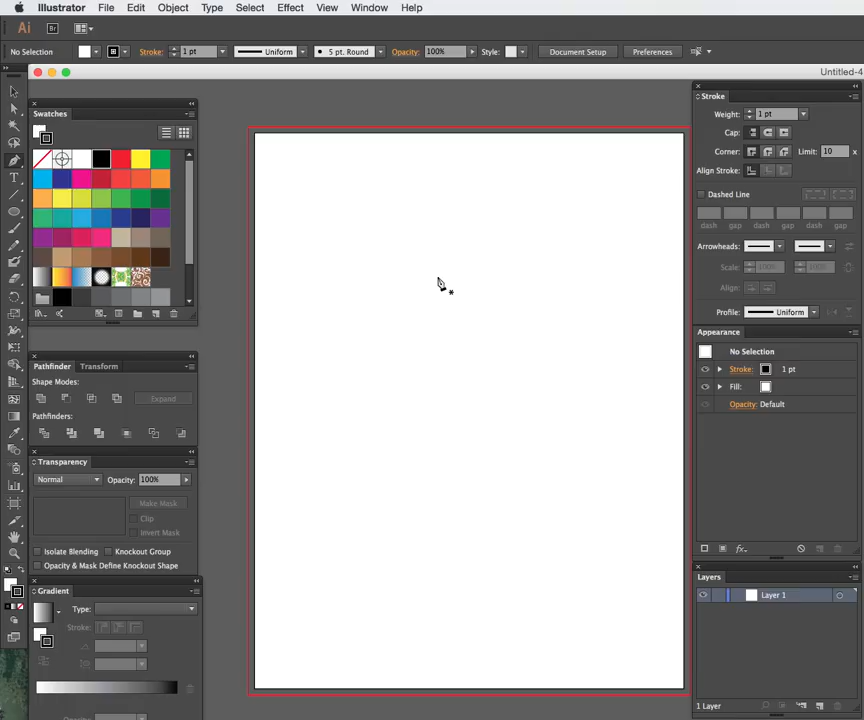 Illustrator File Edit Object Type Select Effect View Window Help
Ai Br
No Selection Stroke: 1 pt Uniform 5 pt. Round Opacity: 100% Style: Document Setup Preferences
Untitled-4
Swatches
Pathfinder Transform
Shape Modes:
Expand
Pathfinders:
Transparency
Normal Opacity: 100%
Make Mask
Clip
Invert Mask
Isolate Blending Knockout Group
Opacity & Mask Define Knockout Shape
Gradient
Type:
Stroke:
Stroke
Weight: 1 pt
Cap:
Corner: Limit: 10 x
Align Stroke:
Dashed Line
dash gap dash gap dash gap
Arrowheads:
Scale: 100% 100%
Align:
Profile: Uniform
Appearance
No Selection
Stroke: 1 pt
Fill:
Opacity: Default
fx
Layers
Layer 1
1 Layer